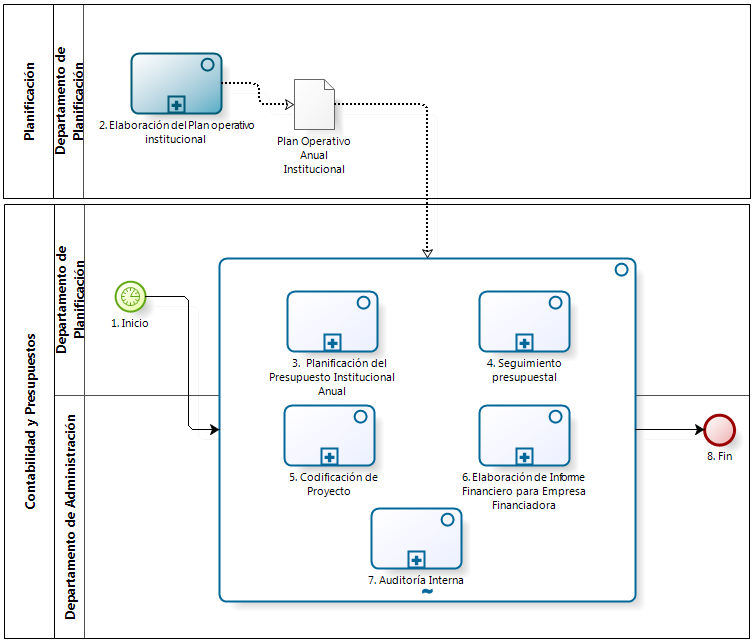 Planificación
Departamento de
Planificación
2. Elaboración del Plan operativo
institucional
Plan Operativo
Anual
Institucional
Contabilidad y Presupuestos
Departamento de
Planificación
1. Inicio
3. Planificación del
Presupuesto Institucional
Anual
4. Seguimiento
presupuestal
Departamento de Administración
5. Codificación de
Proyecto
6. Elaboración de Informe
Financiero para Empresa
Financiadora
7. Auditoría Interna
8. Fin